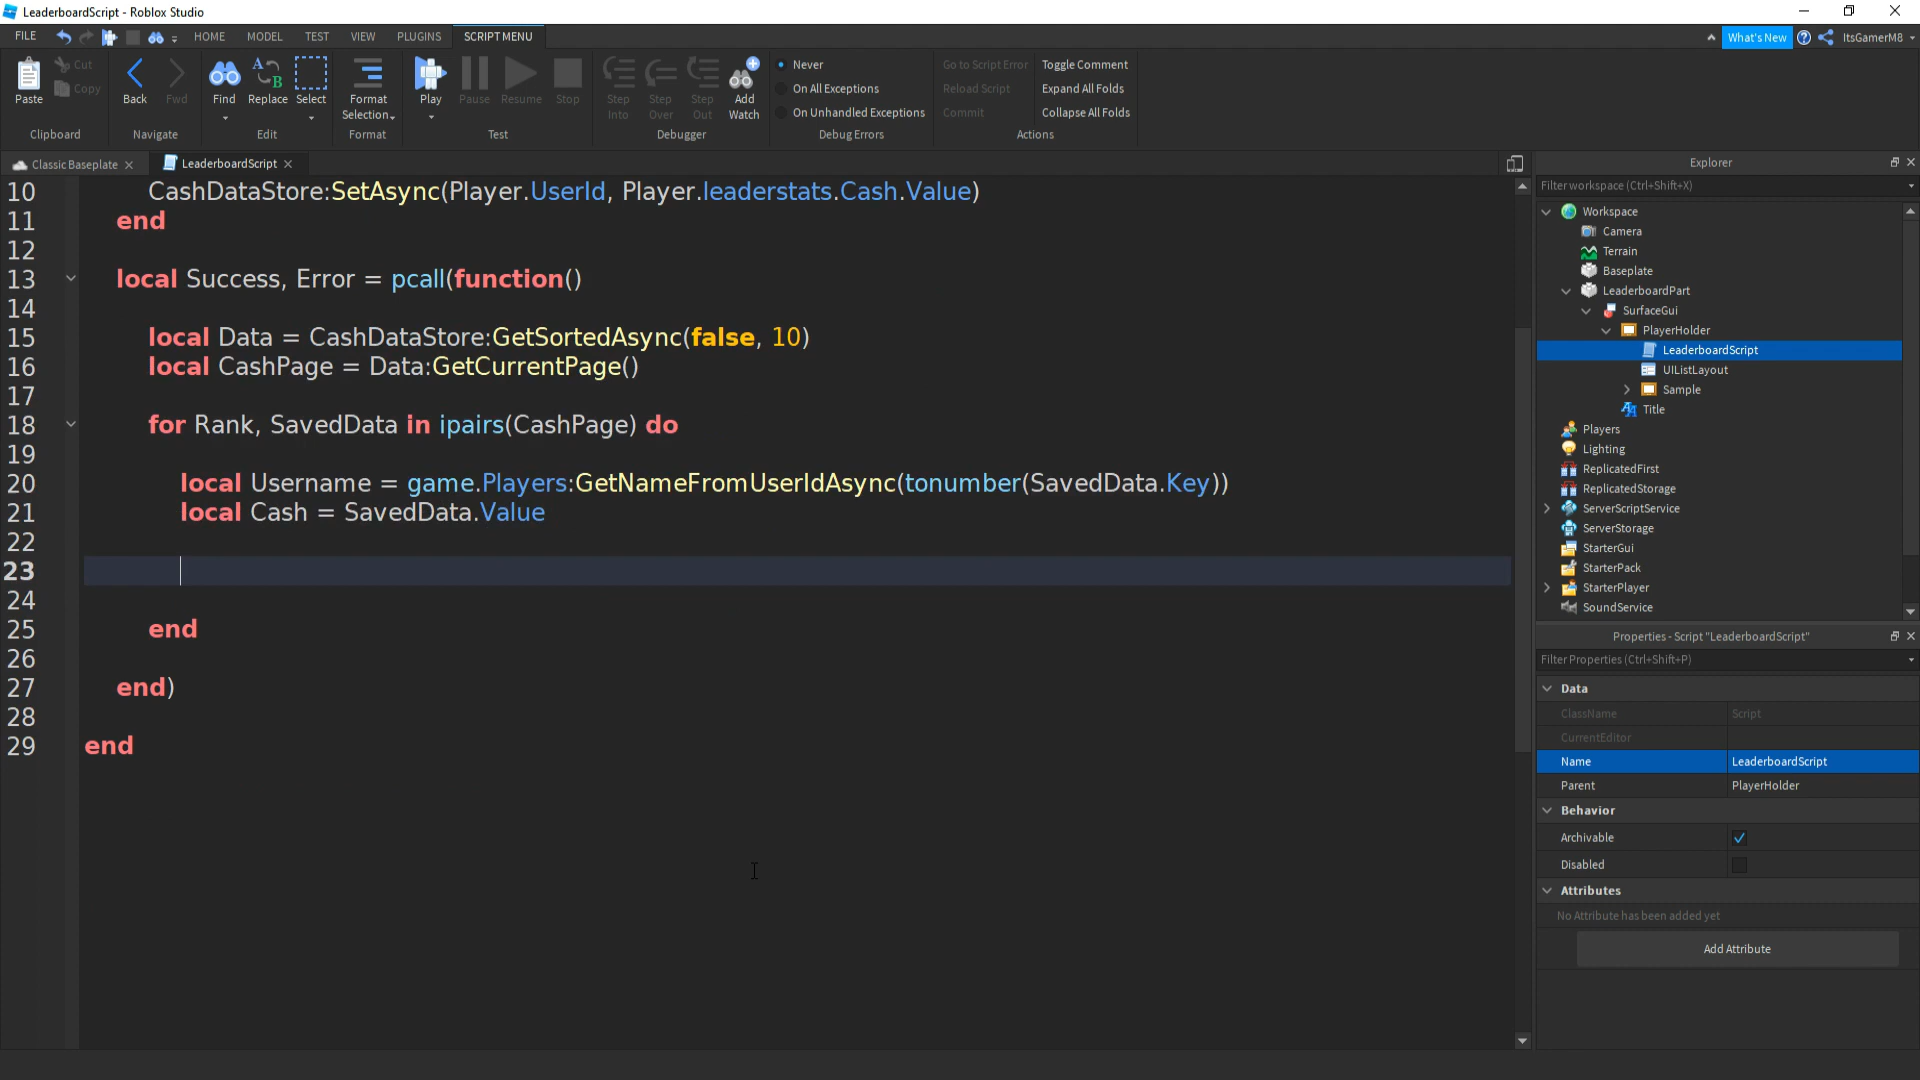 LeaderboardScript - Roblox Studio
FILE HOME MODEL TEST VIEW PLUGINS SCRIPT MENU What's New ItsGamerM8
Paste Cut Copy
Back Fwd
Find Replace Select
Format Selection
Play Pause Resume Stop
Step Into Step Over Step Out Add Watch
Never
On All Exceptions
On Unhandled Exceptions
Go to Script Error
Reload Script
Commit
Toggle Comment
Expand All Folds
Collapse All Folds
Clipboard Navigate Edit Format Test Debugger Debug Errors Actions
Classic Baseplate LeaderboardScript
10 CashDataStore:SetAsync(Player.UserId, Player.leaderstats.Cash.Value)
11 end
12
13 local Success, Error = pcall(function()
14
15 local Data = CashDataStore:GetSortedAsync(false, 10)
16 local CashPage = Data:GetCurrentPage()
17
18 for Rank, SavedData in ipairs(CashPage) do
19
20 local Username = game.Players:GetNameFromUserIdAsync(tonumber(SavedData.Key))
21 local Cash = SavedData.Value
22
23
24
25 end
26
27 end)
28
29 end
Explorer
Filter workspace (Ctrl+Shift+X)
Workspace
Camera
Terrain
Baseplate
LeaderboardPart
SurfaceGui
PlayerHolder
LeaderboardScript
UIListLayout
Sample
Title
Players
Lighting
ReplicatedFirst
ReplicatedStorage
ServerScriptService
ServerStorage
StarterGui
StarterPack
StarterPlayer
SoundService
Properties - Script "LeaderboardScript"
Filter Properties (Ctrl+Shift+P)
Data
ClassName Script
CurrentEditor
Name LeaderboardScript
Parent PlayerHolder
Behavior
Archivable
Disabled
Attributes
No Attribute has been added yet
Add Attribute